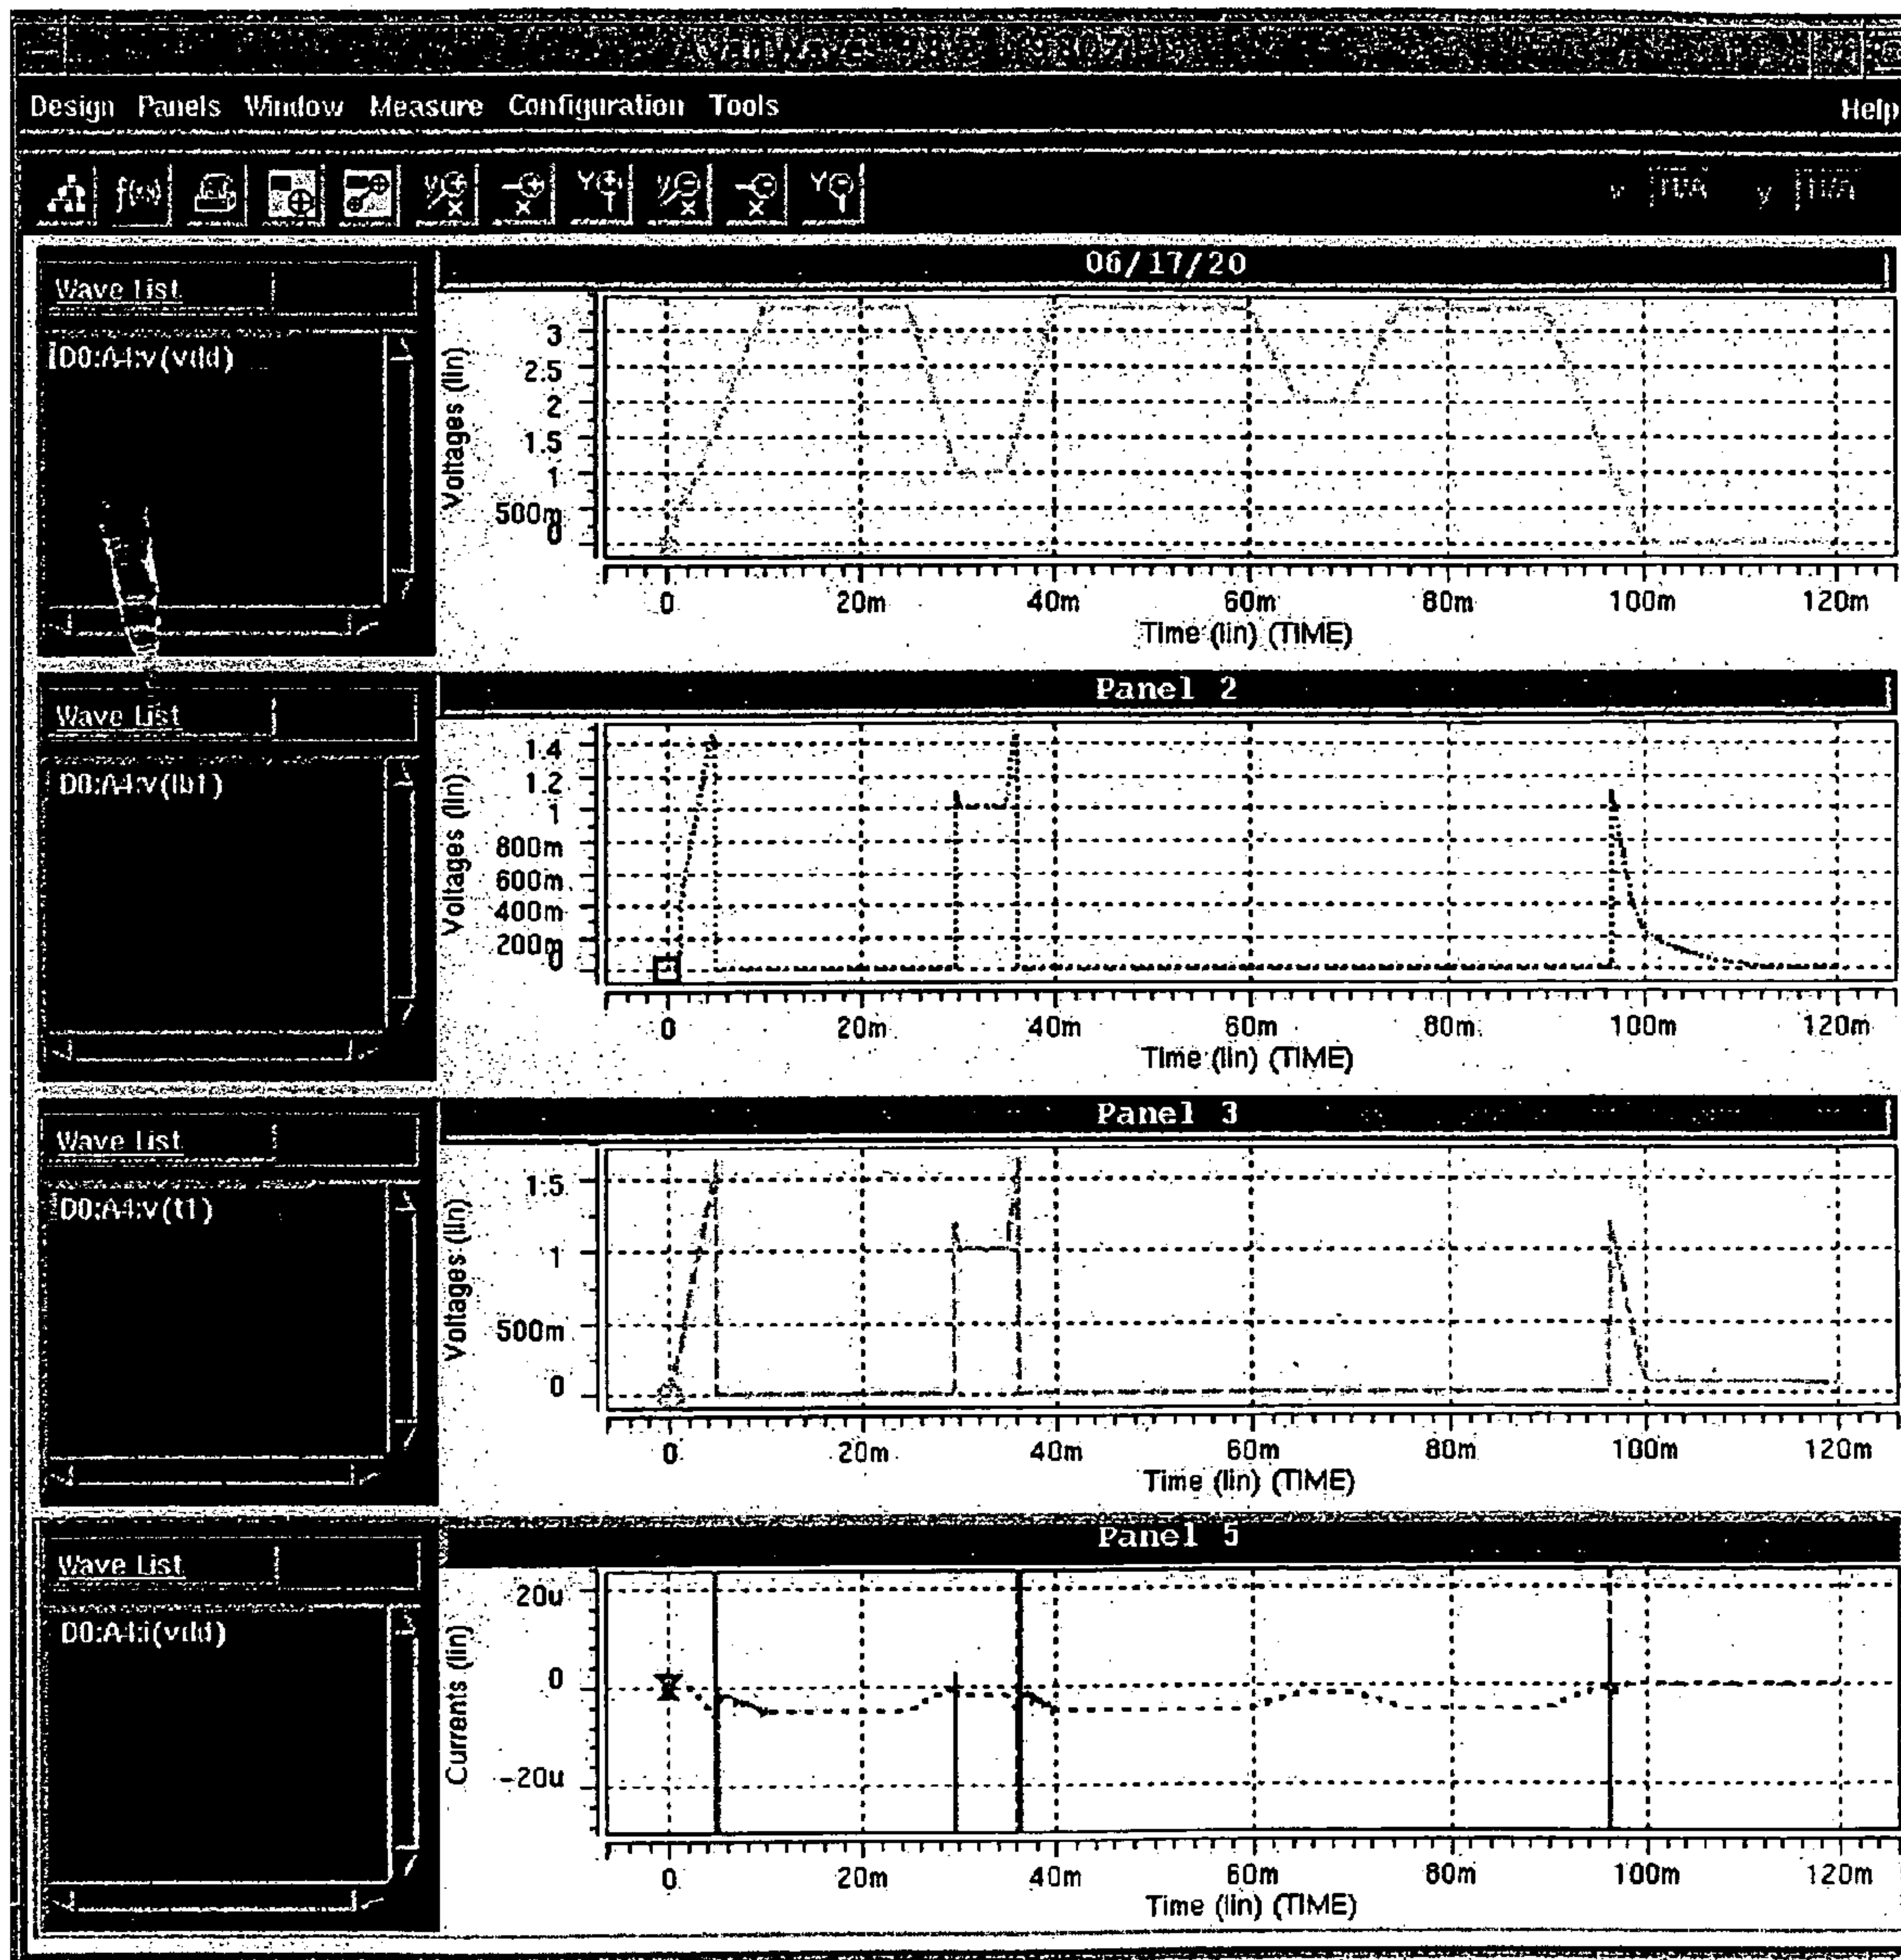 AvanWaves
Design Panels Window Measure Configuration Tools Help
f(x) y x x Y y x x Y
06/17/20
Wave List
D0:A4:v(vdd)
Voltages (lin)
3
2.5
2
1.5
1
500m
0
0 20m 40m 60m 80m 100m 120m
Time (lin) (TIME)
Panel 2
Wave List
D0:A4:v(lb1)
Voltages (lin)
1.4
1.2
1
800m
600m
400m
200m
0
0 20m 40m 60m 80m 100m 120m
Time (lin) (TIME)
Panel 3
Wave List
D0:A4:v(t1)
Voltages (lin)
1.5
1
500m
0
0 20m 40m 60m 80m 100m 120m
Time (lin) (TIME)
Panel 5
Wave List
D0:A4:i(vdd)
Currents (lin)
20u
0
-20u
0 20m 40m 60m 80m 100m 120m
Time (lin) (TIME)